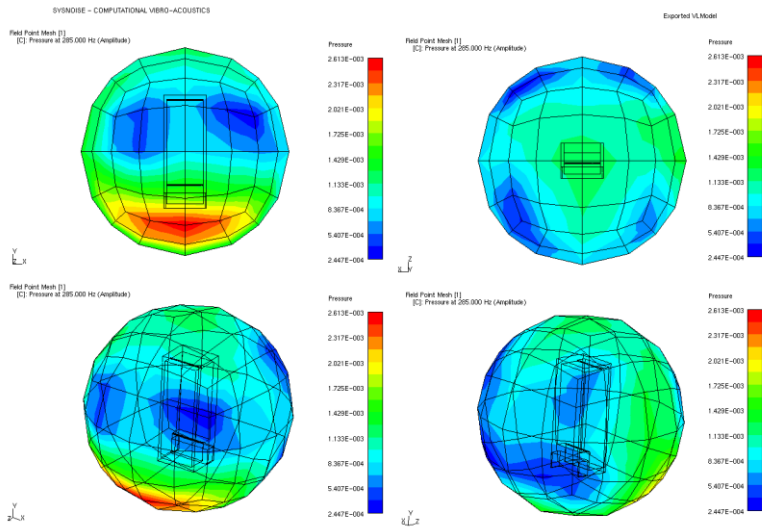 SYSNOISE - COMPUTATIONAL VIBRO-ACOUSTICS
Exported VLModel
Field Point Mesh [1]
[C]: Pressure at 285.000 Hz (Amplitude)
Pressure
2.613E-003
2.317E-003
2.021E-003
1.725E-003
1.429E-003
1.133E-003
8.367E-004
5.407E-004
2.447E-004
Y
Z X
Field Point Mesh [1]
[C]: Pressure at 285.000 Hz (Amplitude)
Pressure
2.613E-003
2.317E-003
2.021E-003
1.725E-003
1.429E-003
1.133E-003
8.367E-004
5.407E-004
2.447E-004
Z
X Y
Field Point Mesh [1]
[C]: Pressure at 285.000 Hz (Amplitude)
Pressure
2.613E-003
2.317E-003
2.021E-003
1.725E-003
1.429E-003
1.133E-003
8.367E-004
5.407E-004
2.447E-004
Y
Z X
Field Point Mesh [1]
[C]: Pressure at 285.000 Hz (Amplitude)
Pressure
2.613E-003
2.317E-003
2.021E-003
1.725E-003
1.429E-003
1.133E-003
8.367E-004
5.407E-004
2.447E-004
Y
X Z